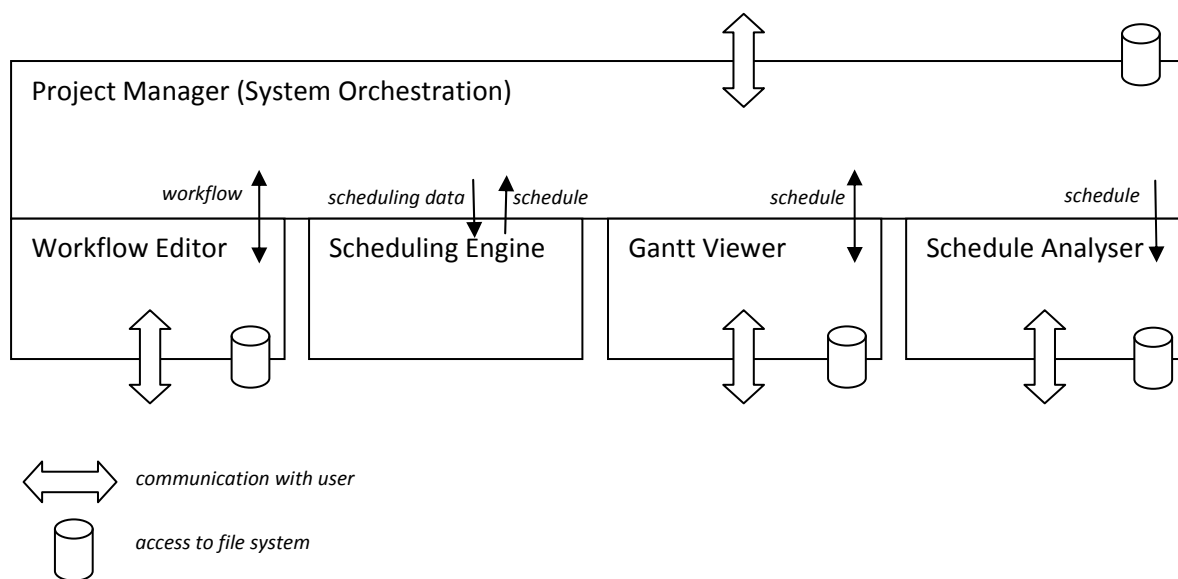 Project Manager (System Orchestration)
workflow
scheduling data
schedule
schedule
schedule
Workflow Editor
Scheduling Engine
Gantt Viewer
Schedule Analyser
communication with user
access to file system